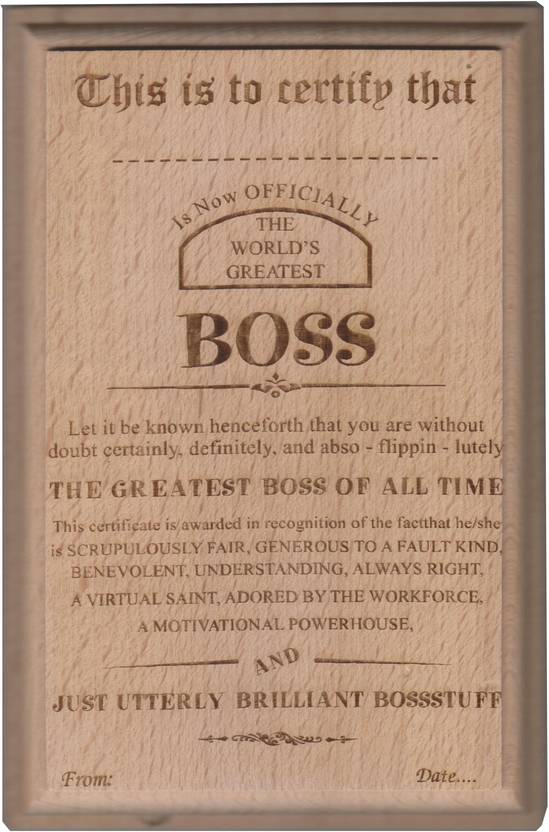 This is to certify that
Is Now OFFICIALLY
THE
WORLD'S
GREATEST
BOSS
Let it be known henceforth that you are without
doubt certainly, definitely, and abso - flippin - lutely
THE GREATEST BOSS OF ALL TIME
This certificate is awarded in recognition of the factthat he/she
is SCRUPULOUSLY FAIR, GENEROUS TO A FAULT KIND,
BENEVOLENT, UNDERSTANDING, ALWAYS RIGHT,
A VIRTUAL SAINT, ADORED BY THE WORKFORCE,
A MOTIVATIONAL POWERHOUSE,
AND
JUST UTTERLY BRILLIANT BOSSSTUFF
From: Date....